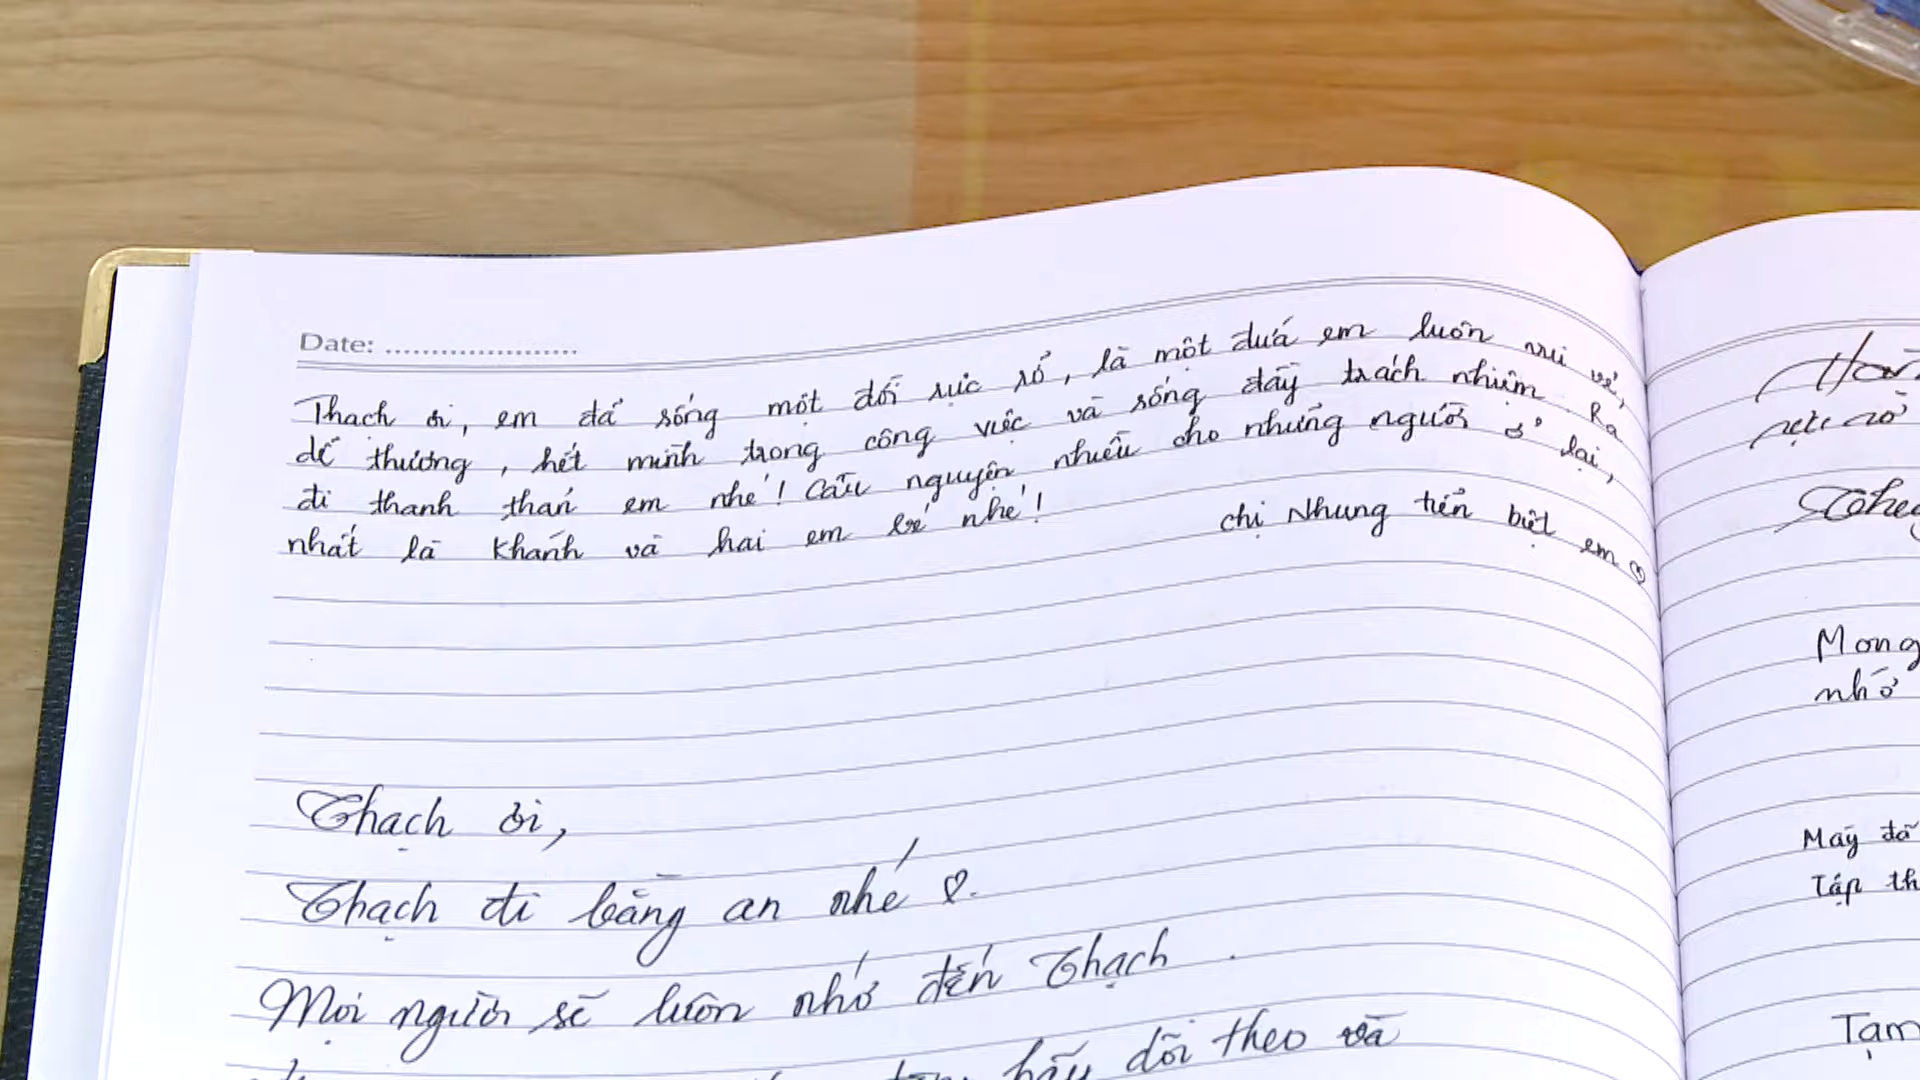 Date: .....................
Thạch ơi, em đã sống một đời rực rỡ, là một đứa em luôn vui vẻ,
dễ thương, hết mình trong công việc và sống đầy trách nhiệm. Ra
đi thanh thản em nhé! Cầu nguyện nhiều cho những người ở lại,
nhất là Khánh và hai em bé nhé!
chị Nhung tiễn biệt em
Thạch ơi,
Thạch đi bằng an nhé ♡.
Mọi người sẽ luôn nhớ đến Thạch.
hãy dõi theo và
Mong
nhớ
Mày đã
Tập th
Tạm